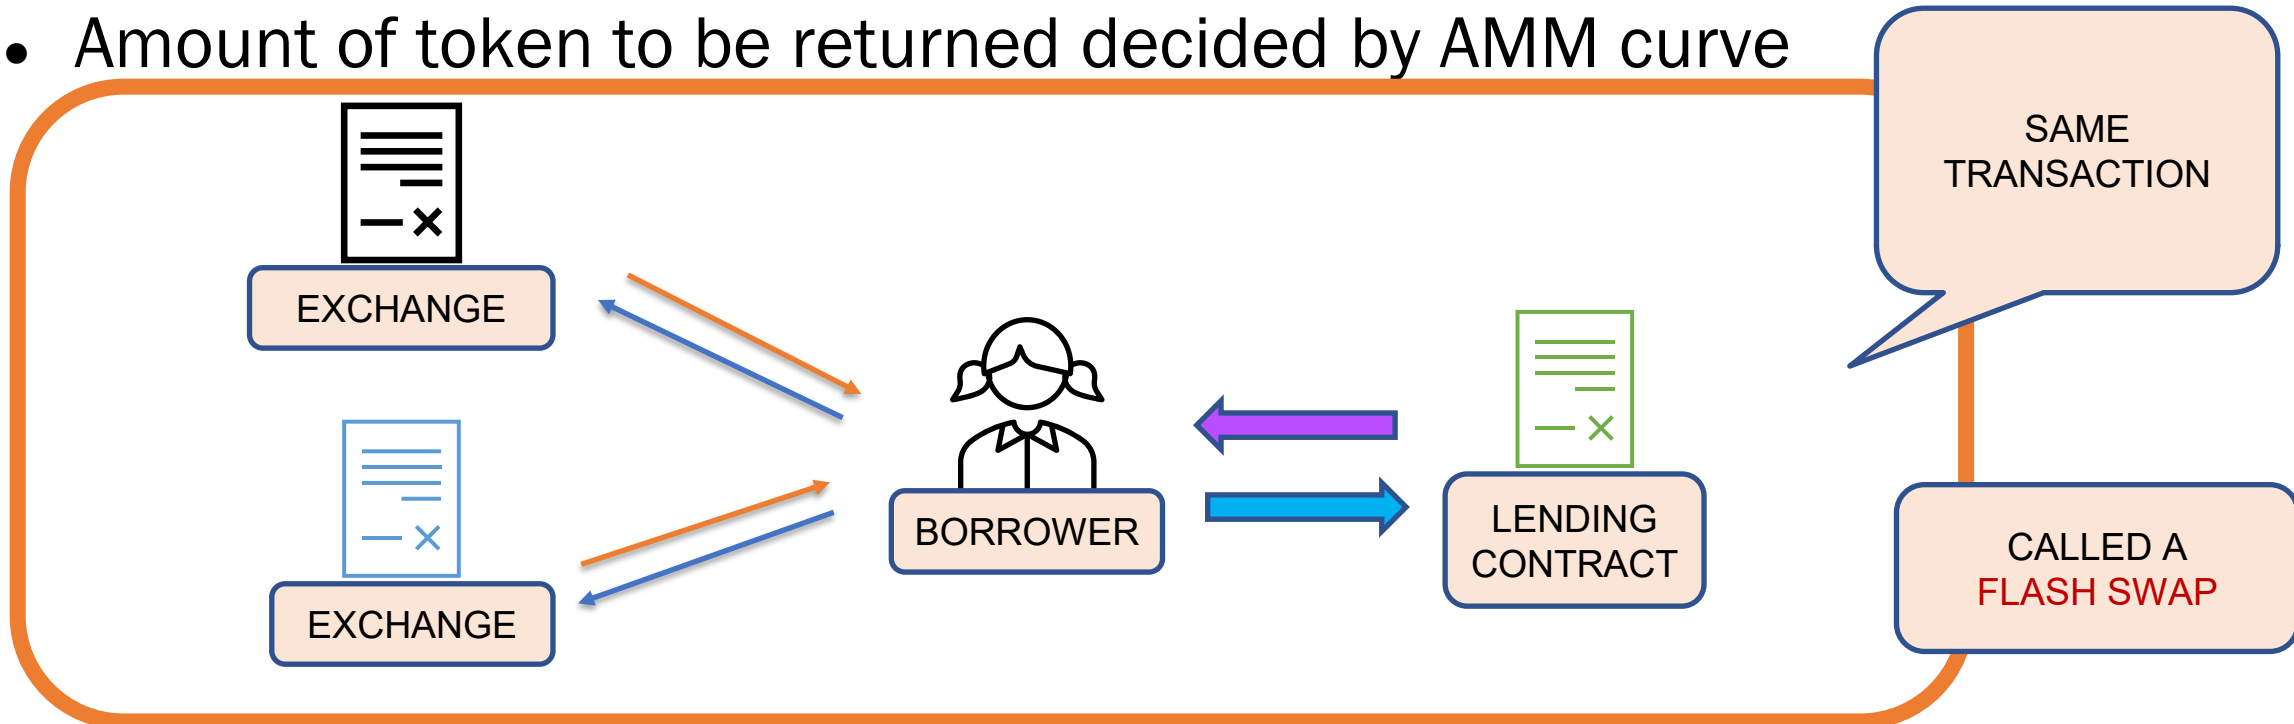 • Amount of token to be returned decided by AMM curve
SAME
TRANSACTION
EXCHANGE
BORROWER
LENDING
CONTRACT
EXCHANGE
CALLED A
FLASH SWAP